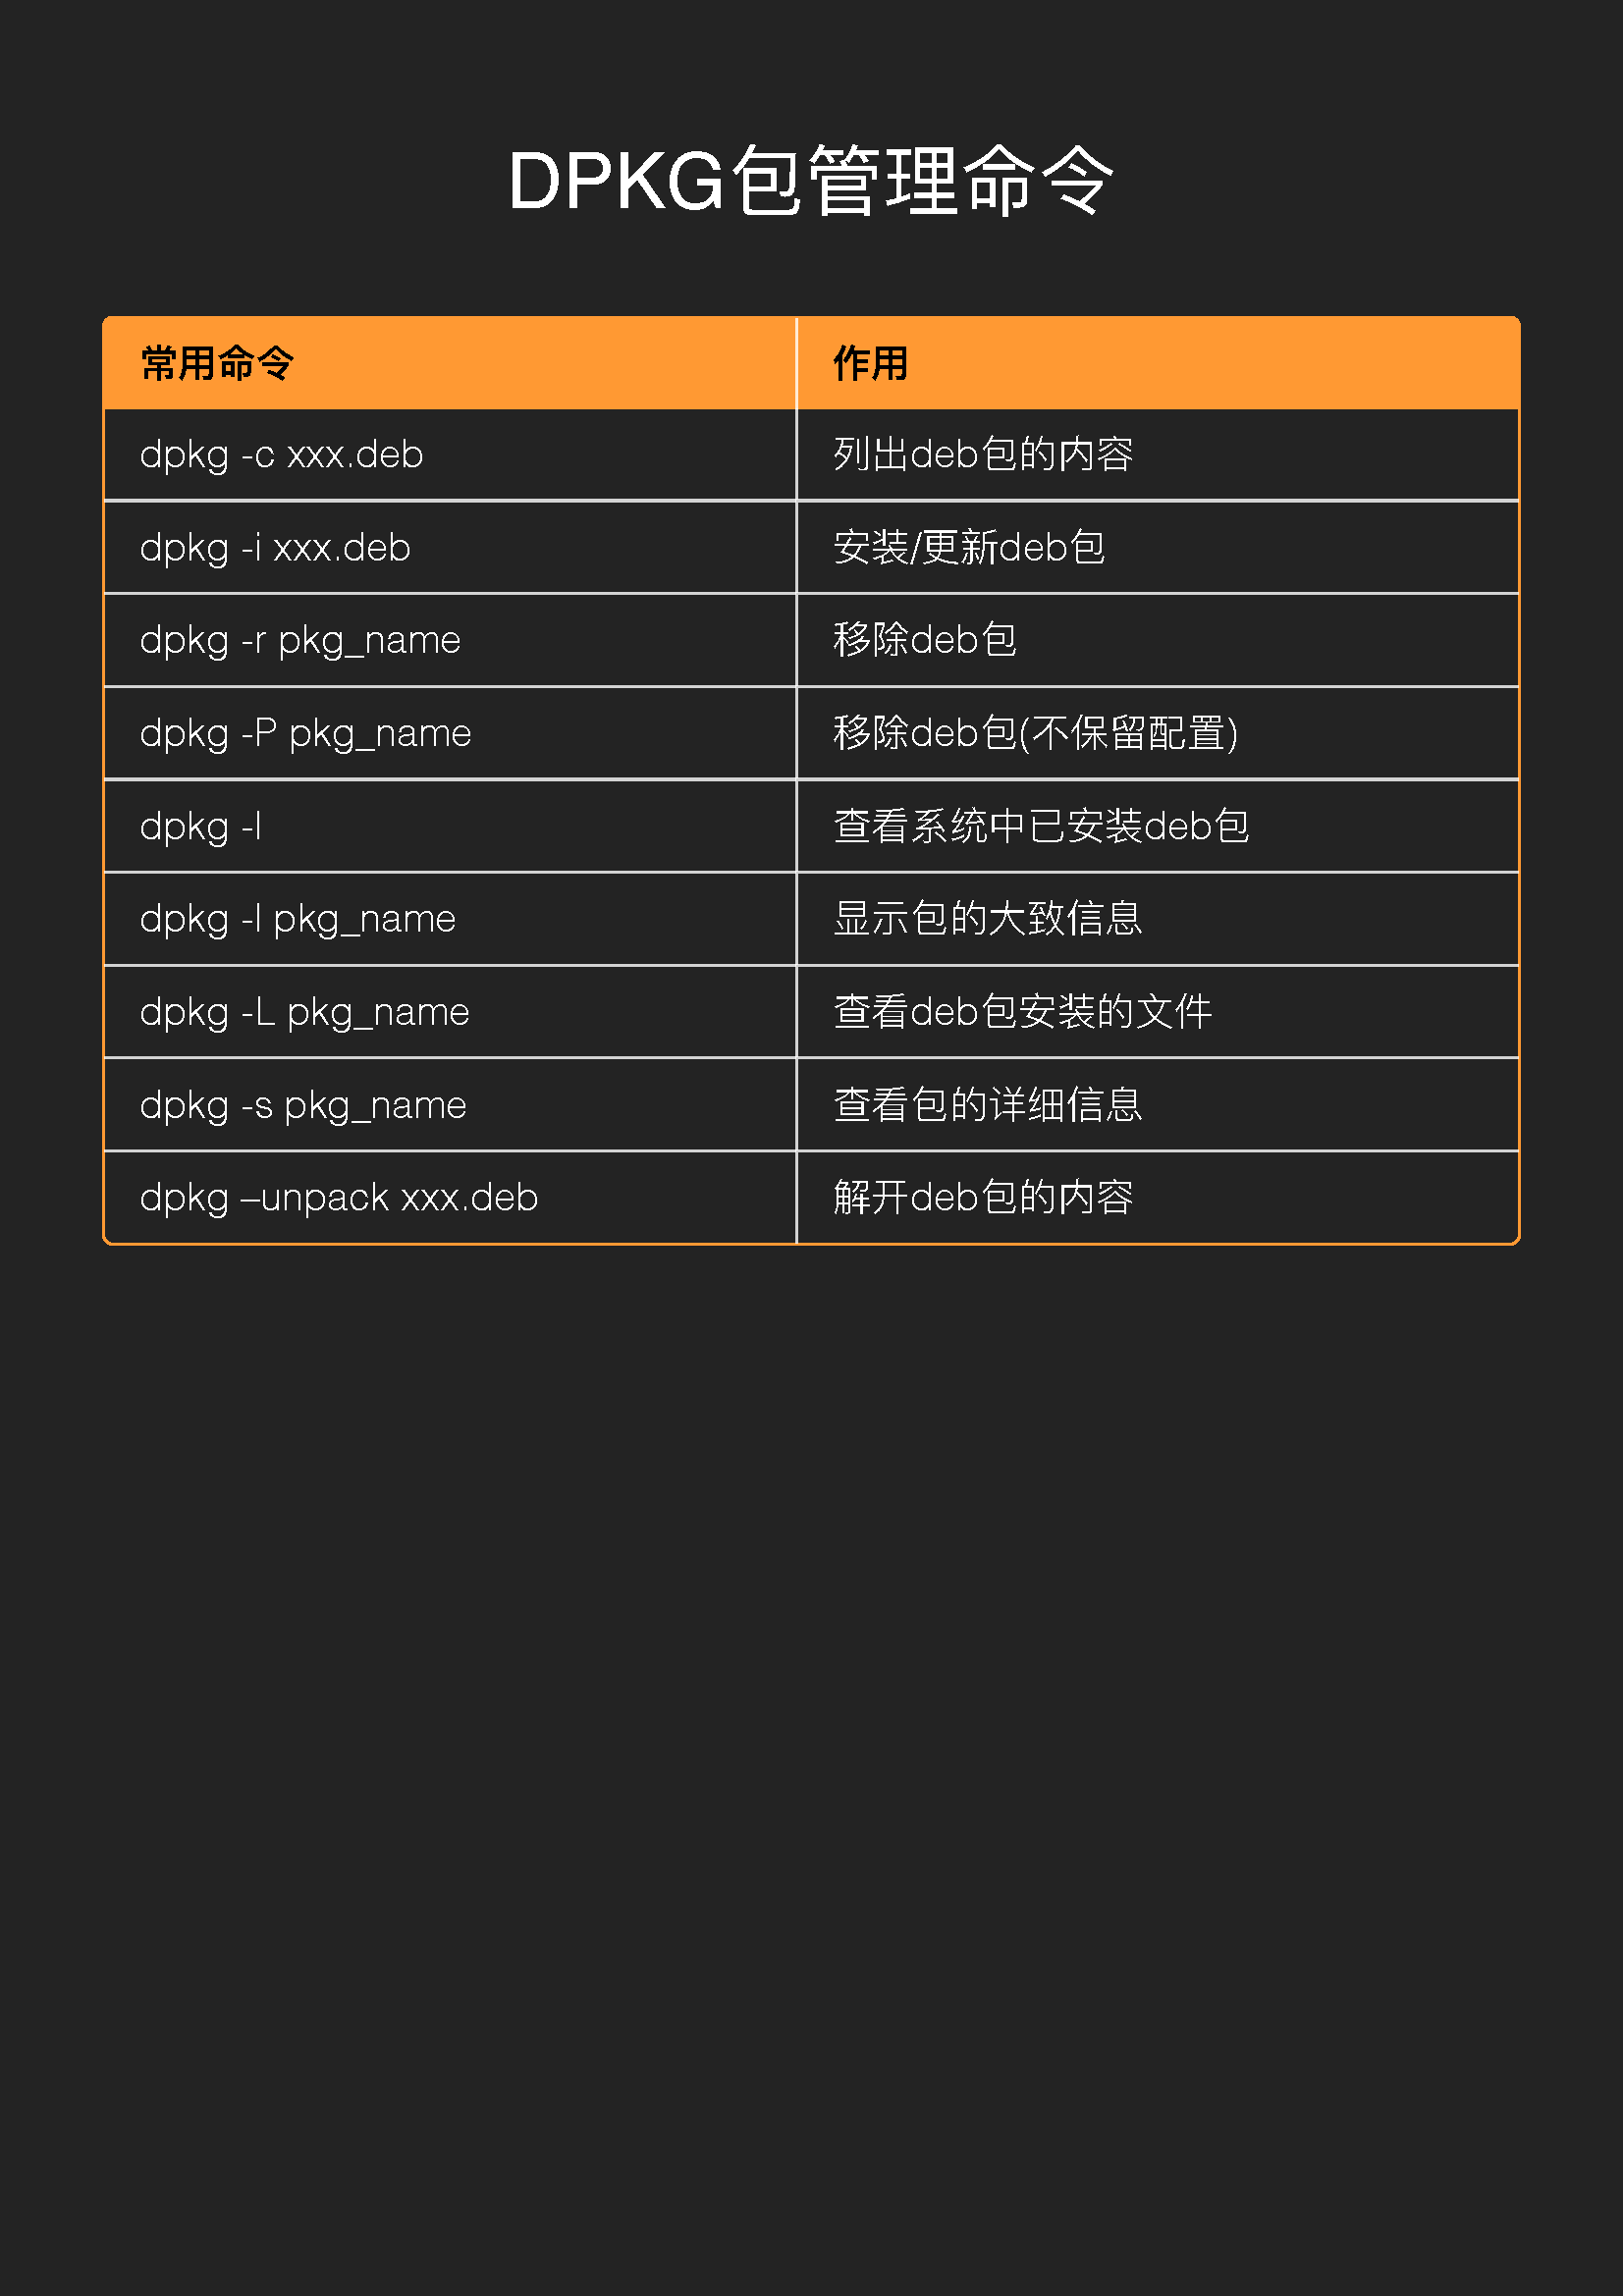 DPKG包管理命令
常用命令 作用
dpkg -c xxx.deb 列出deb包的内容
dpkg -i xxx.deb 安装/更新deb包
dpkg -r pkg_name 移除deb包
dpkg -P pkg_name 移除deb包(不保留配置)
dpkg -l 查看系统中已安装deb包
dpkg -l pkg_name 显示包的大致信息
dpkg -L pkg_name 查看deb包安装的文件
dpkg -s pkg_name 查看包的详细信息
dpkg –unpack xxx.deb 解开deb包的内容